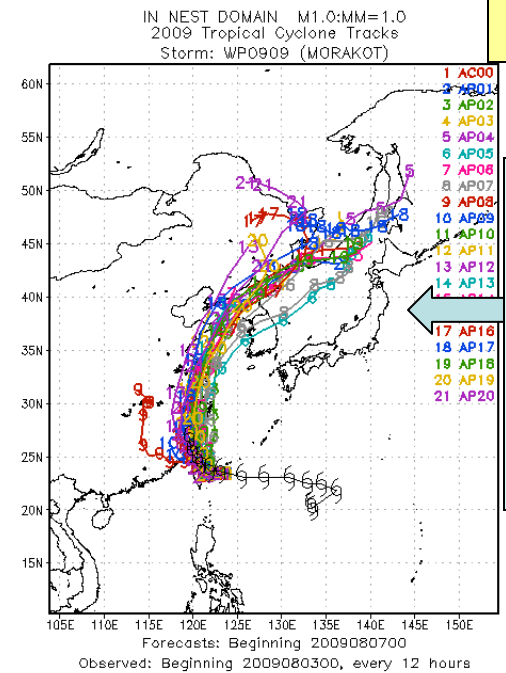 IN NEST DOMAIN M1.0:MM=1.0
2009 Tropical Cyclone Tracks
Storm: WP0909 (MORAKOT)
1 AC00
2 AP01
3 AP02
4 AP03
5 AP04
6 AP05
7 AP06
8 AP07
9 AP08
10 AP09
11 AP10
12 AP11
13 AP12
14 AP13
17 AP16
18 AP17
19 AP18
20 AP19
21 AP20
60N
55N
50N
45N
40N
35N
30N
25N
20N
15N
105E 110E 115E 120E 125E 130E 135E 140E 145E 150E
Forecasts: Beginning 2009080700
Observed: Beginning 2009080300, every 12 hours